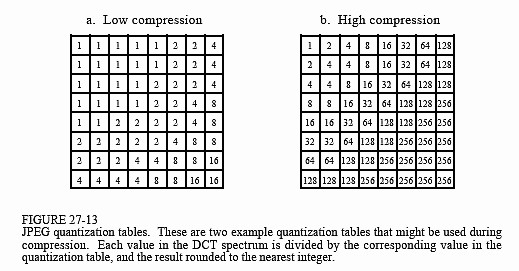 a. Low compression
b. High compression
1 1 1 1 1 2 2 4
1 1 1 1 1 2 2 4
1 1 1 1 2 2 2 4
1 1 1 1 2 2 4 8
1 1 2 2 2 2 4 8
2 2 2 2 2 4 8 8
2 2 2 4 4 8 8 16
4 4 4 4 8 8 16 16
1 2 4 8 16 32 64 128
2 4 4 8 16 32 64 128
4 4 8 16 32 64 128 128
8 8 16 32 64 128 128 256
16 16 32 64 128 128 256 256
32 32 64 128 128 256 256 256
64 64 128 128 256 256 256 256
128 128 128 256 256 256 256 256
FIGURE 27-13
JPEG quantization tables. These are two example quantization tables that might be used during
compression. Each value in the DCT spectrum is divided by the corresponding value in the
quantization table, and the result rounded to the nearest integer.